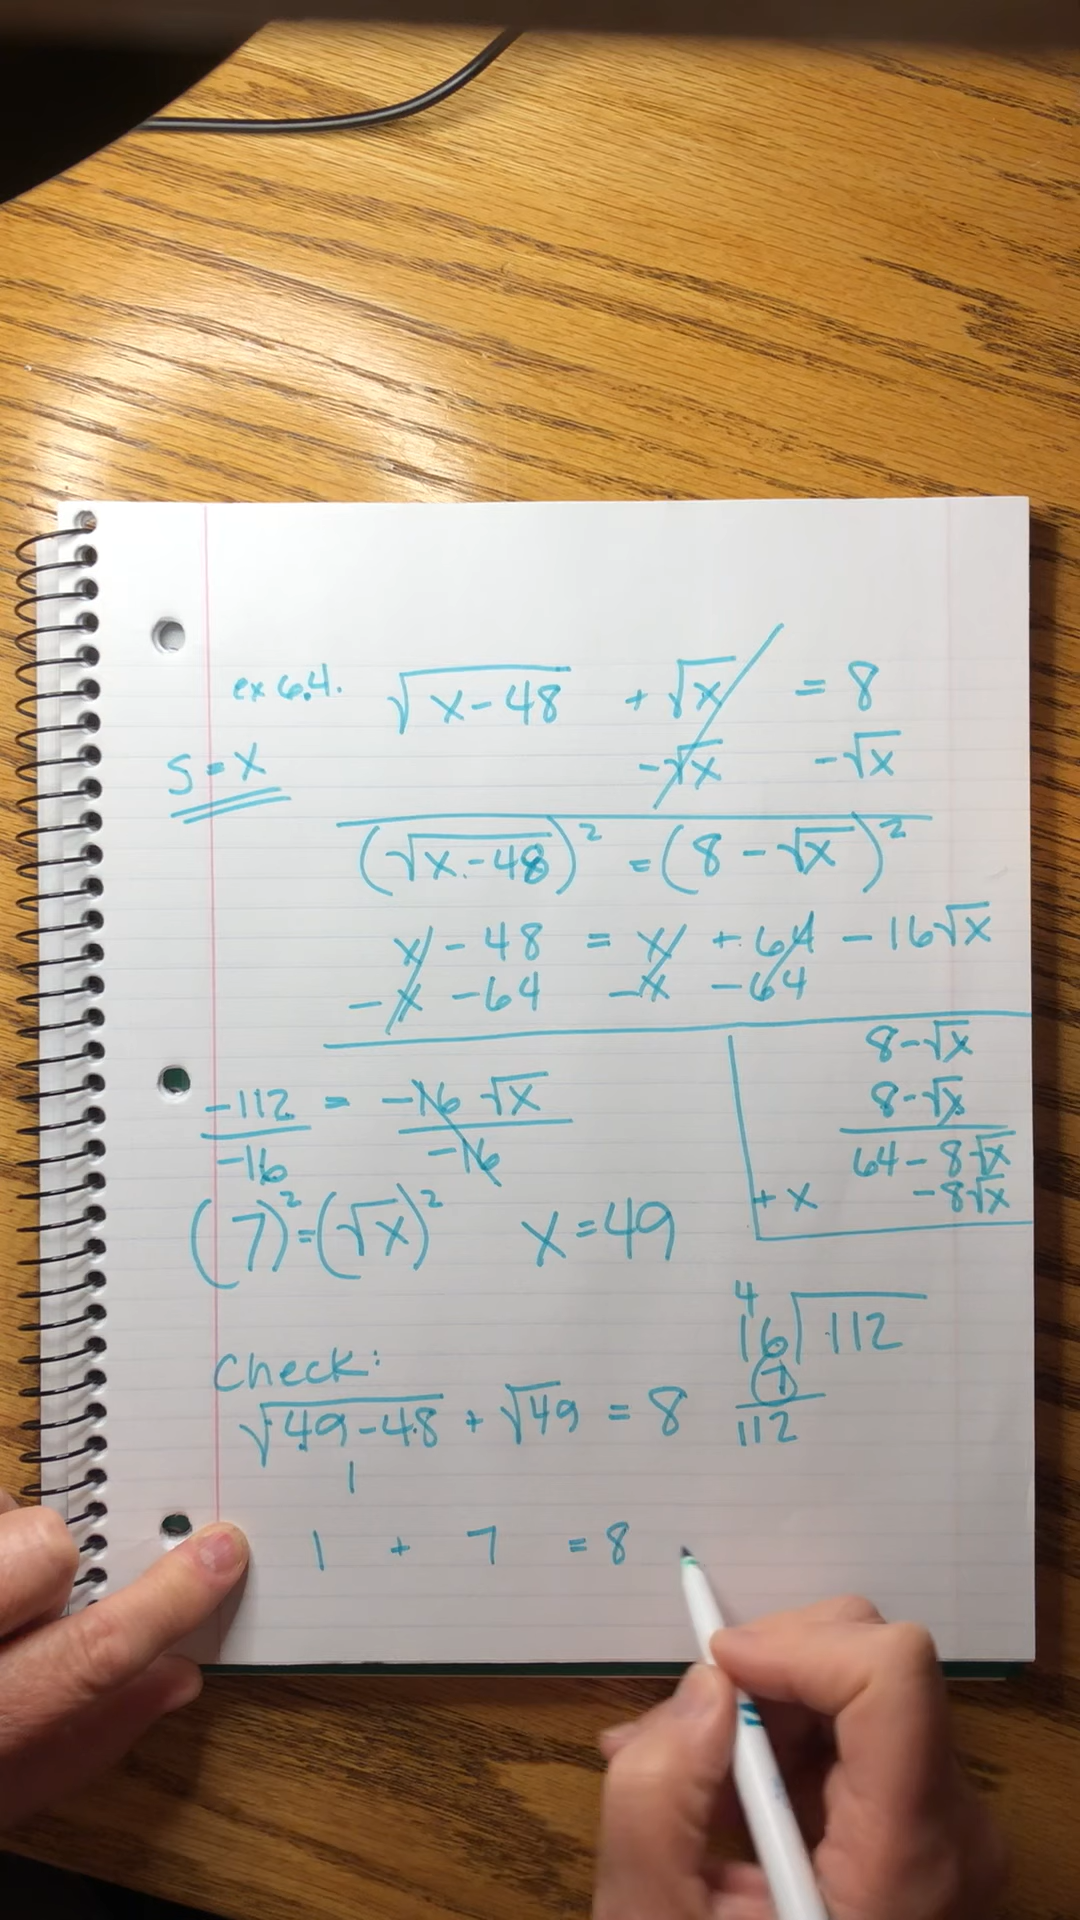 ex 6.4. √(x-48) + √x = 8
S = X
-√x -√x
(√(x-48))² = (8 - √x)²
x - 48 = x + 64 - 16√x
-x -64 -x -64
8-√x
8-√x
64-8√x
+ x -8√x
-112 = -16 √x
-16 -16
(7)² = (√x)² x = 49
4
16 112
7
112
Check:
√(49-48) + √49 = 8
1
1 + 7 = 8